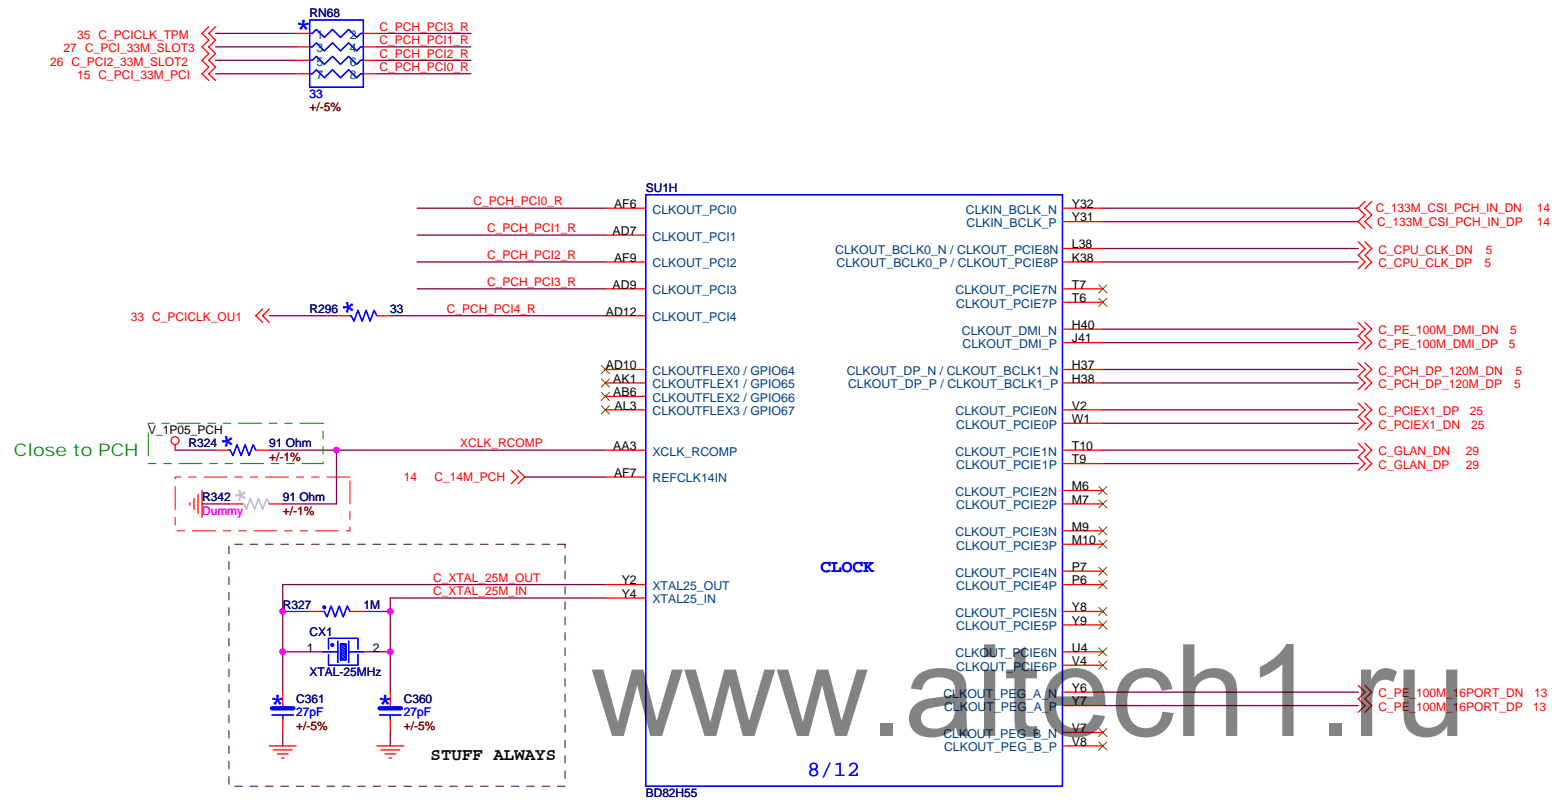 RN68
35 C_PCICLK_TPM 1 2 C_PCH_PCI3_R
27 C_PCI_33M_SLOT3 3 4 C_PCH_PCI1_R
26 C_PCI2_33M_SLOT2 5 6 C_PCH_PCI2_R
15 C_PCI_33M_PCI 7 8 C_PCH_PCI0_R
33
+/-5%
SU1H
C_PCH_PCI0_R AF6 CLKOUT_PCI0
C_PCH_PCI1_R AD7 CLKOUT_PCI1
C_PCH_PCI2_R AF9 CLKOUT_PCI2
C_PCH_PCI3_R AD9 CLKOUT_PCI3
33 C_PCICLK_OU1 R296 33 C_PCH_PCI4_R AD12 CLKOUT_PCI4
AD10 CLKOUTFLEX0 / GPIO64
AK1 CLKOUTFLEX1 / GPIO65
AB6 CLKOUTFLEX2 / GPIO66
AL3 CLKOUTFLEX3 / GPIO67
V_1P05_PCH
Close to PCH R324 91 Ohm XCLK_RCOMP AA3 XCLK_RCOMP
+/-1%
14 C_14M_PCH AF7 REFCLK14IN
R342 91 Ohm
Dummy +/-1%
C_XTAL_25M_OUT Y2 XTAL25_OUT
C_XTAL_25M_IN Y4 XTAL25_IN
R327 1M
CX1
1 2
XTAL-25MHz
C361 C360
27pF 27pF
+/-5% +/-5%
STUFF ALWAYS
CLKIN_BCLK_N Y32 C_133M_CSI_PCH_IN_DN 14
CLKIN_BCLK_P Y31 C_133M_CSI_PCH_IN_DP 14
CLKOUT_BCLK0_N / CLKOUT_PCIE8N L38 C_CPU_CLK_DN 5
CLKOUT_BCLK0_P / CLKOUT_PCIE8P K38 C_CPU_CLK_DP 5
CLKOUT_PCIE7N T7
CLKOUT_PCIE7P T6
CLKOUT_DMI_N H40 C_PE_100M_DMI_DN 5
CLKOUT_DMI_P J41 C_PE_100M_DMI_DP 5
CLKOUT_DP_N / CLKOUT_BCLK1_N H37 C_PCH_DP_120M_DN 5
CLKOUT_DP_P / CLKOUT_BCLK1_P H38 C_PCH_DP_120M_DP 5
CLKOUT_PCIE0N V2 C_PCIEX1_DP 25
CLKOUT_PCIE0P W1 C_PCIEX1_DN 25
CLKOUT_PCIE1N T10 C_GLAN_DN 29
CLKOUT_PCIE1P T9 C_GLAN_DP 29
CLKOUT_PCIE2N M6
CLKOUT_PCIE2P M7
CLKOUT_PCIE3N M9
CLKOUT_PCIE3P M10
CLOCK
CLKOUT_PCIE4N P7
CLKOUT_PCIE4P P6
CLKOUT_PCIE5N Y8
CLKOUT_PCIE5P Y9
CLKOUT_PCIE6N U4
CLKOUT_PCIE6P V4
CLKOUT_PEG_A_N Y6 C_PE_100M_16PORT_DN 13
CLKOUT_PEG_A_P Y7 C_PE_100M_16PORT_DP 13
CLKOUT_PEG_B_N V7
CLKOUT_PEG_B_P V8
www.aitech1.ru
8/12
BD82H55